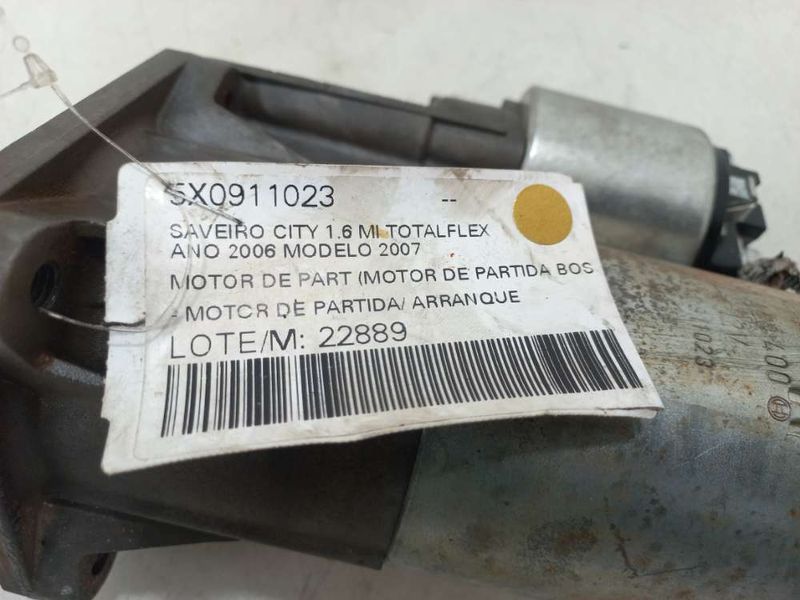 5X0911023 --
SAVEIRO CITY 1.6 MI TOTALFLEX
ANO 2006 MODELO 2007
MOTOR DE PART (MOTOR DE PARTIDA BOS
- MOTOR DE PARTIDA/ ARRANQUE
LOTE/M: 22889
11023